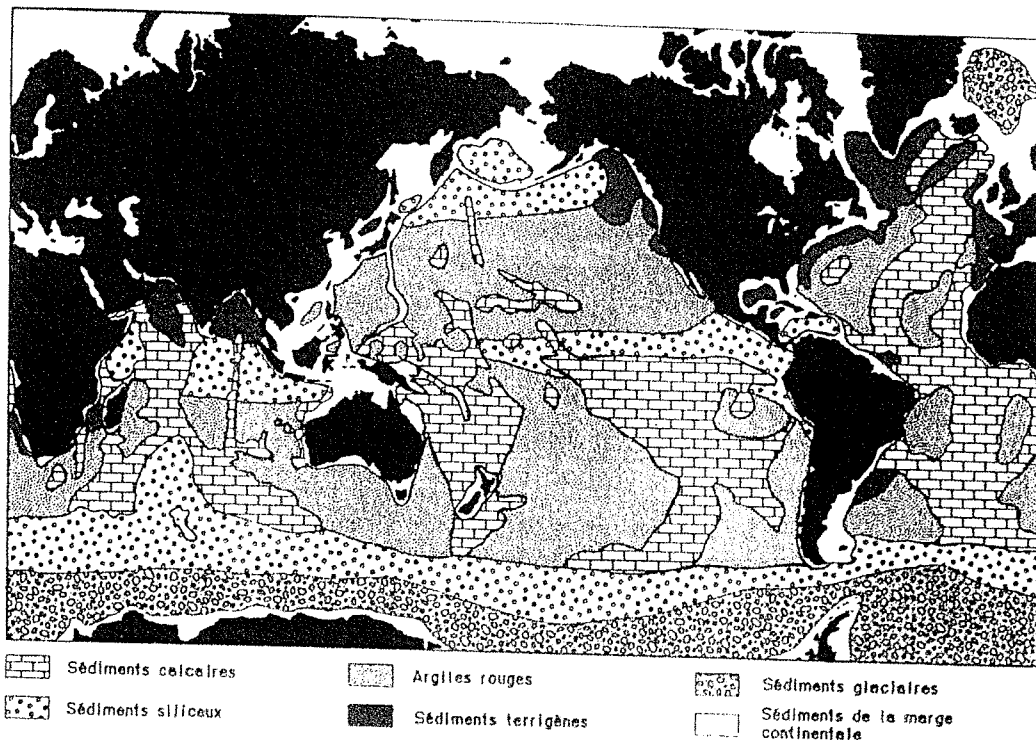 Sédiments calcaires
Argiles rouges
Sédiments glaciaires
Sédiments siliceux
Sédiments terrigènes
Sédiments de la marge
continentale